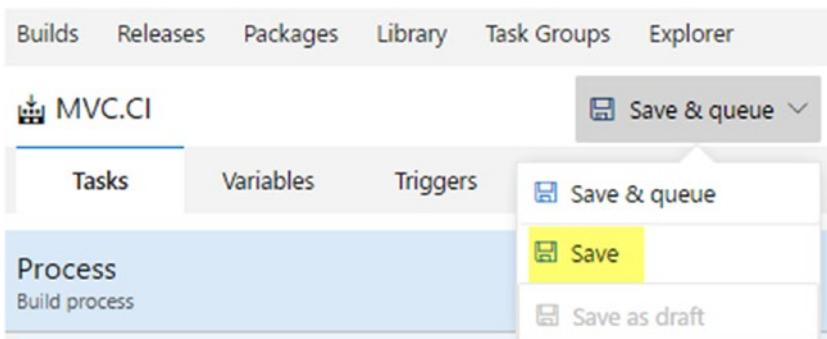 Builds Releases Packages Library Task Groups Explorer
MVC.CI
Save & queue
Tasks Variables Triggers
Save & queue
Save
Process
Build process
Save as draft